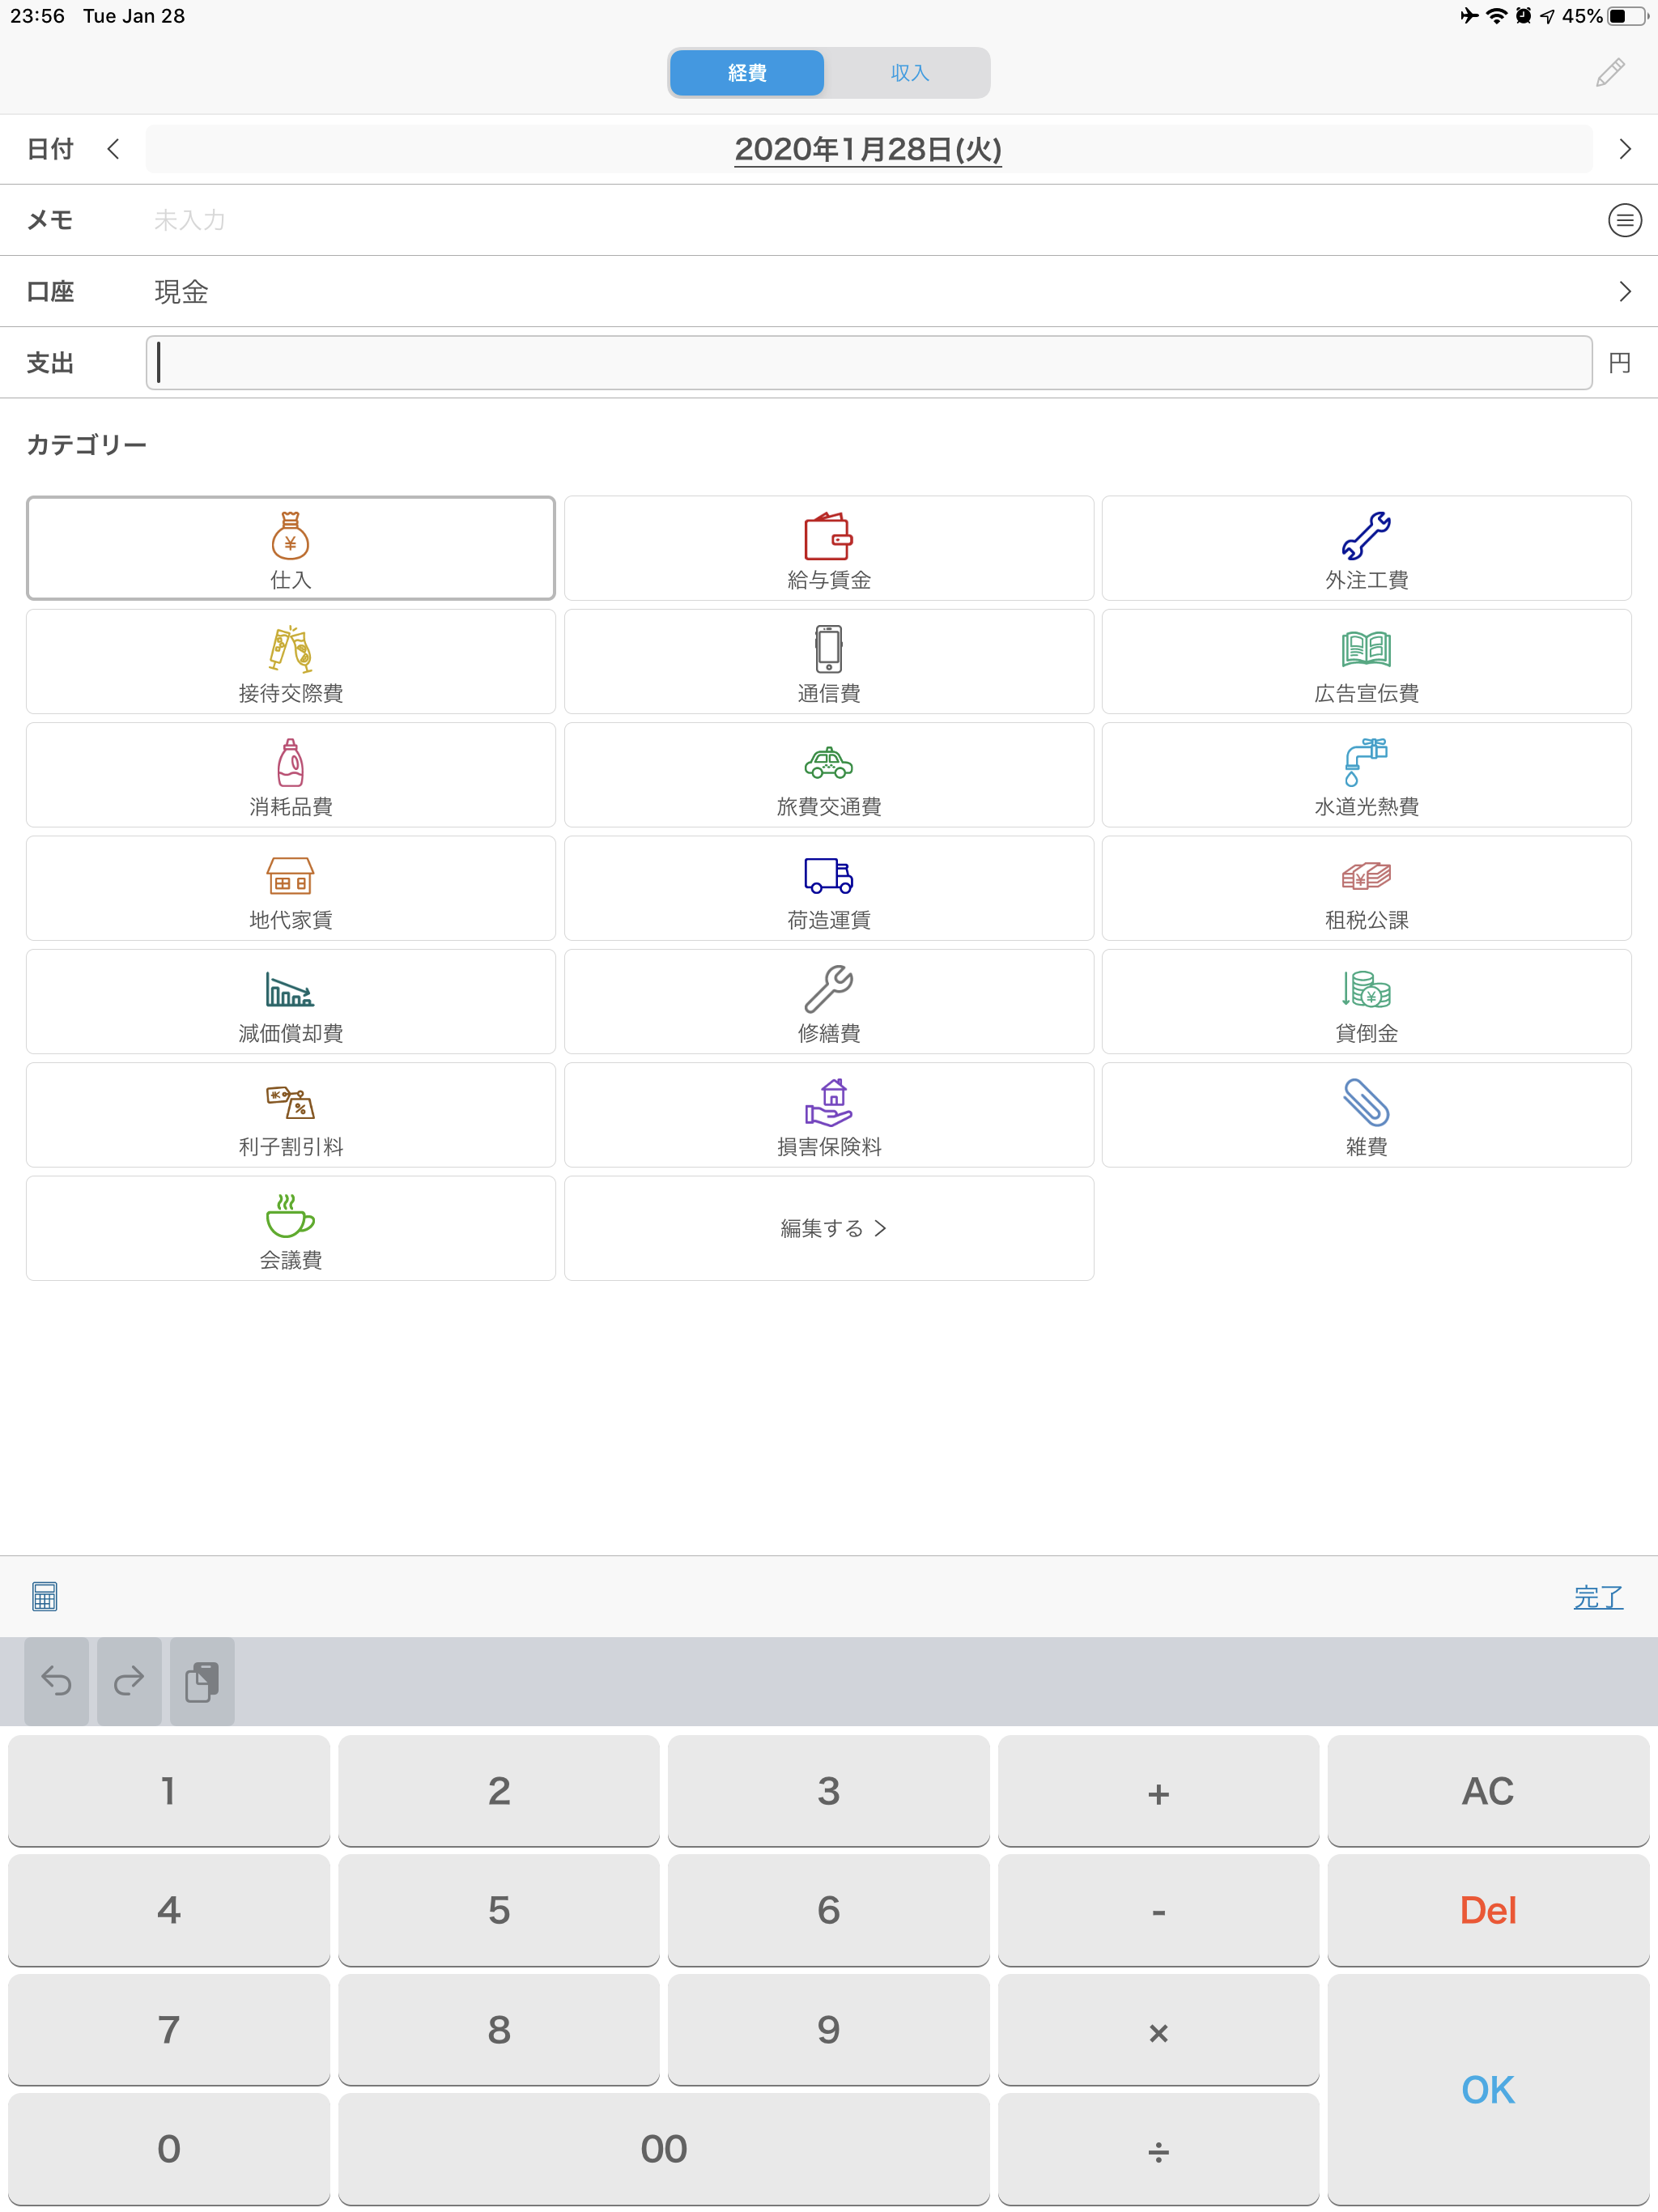 23:56 Tue Jan 28 45%
経費 収入
日付 2020年1月28日(火)
メモ 未入力
口座 現金
支出 円
カテゴリー
¥ ¥
仕入 給与賃金 外注工費
接待交際費 通信費 広告宣伝費
消耗品費 旅費交通費 水道光熱費
地代家賃 荷造運賃 租税公課
減価償却費 修繕費 貸倒金
利子割引料 損害保険料 雑費
会議費 編集する >
完了
1 2 3 + AC
4 5 6 - Del
7 8 9 × OK
0 00 ÷